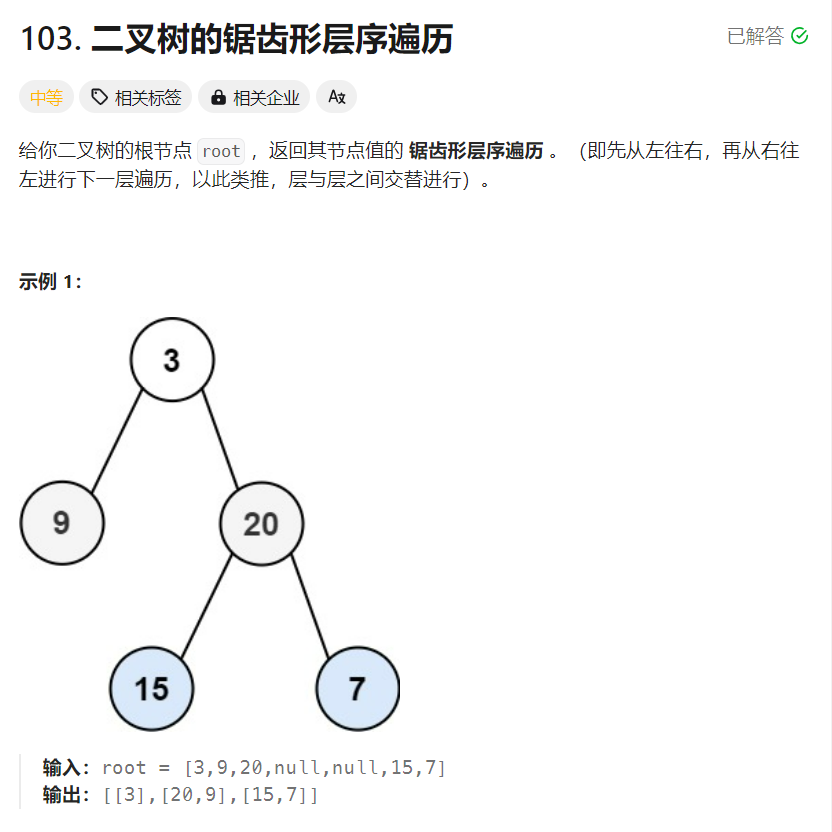 103. 二叉树的锯齿形层序遍历
已解答
中等 相关标签 相关企业 Aあ
给你二叉树的根节点 root ，返回其节点值的 锯齿形层序遍历 。（即先从左往右，再从右往
左进行下一层遍历，以此类推，层与层之间交替进行）。
示例 1：
3
9
20
15
7
输入：root = [3,9,20,null,null,15,7]
输出：[[3],[20,9],[15,7]]